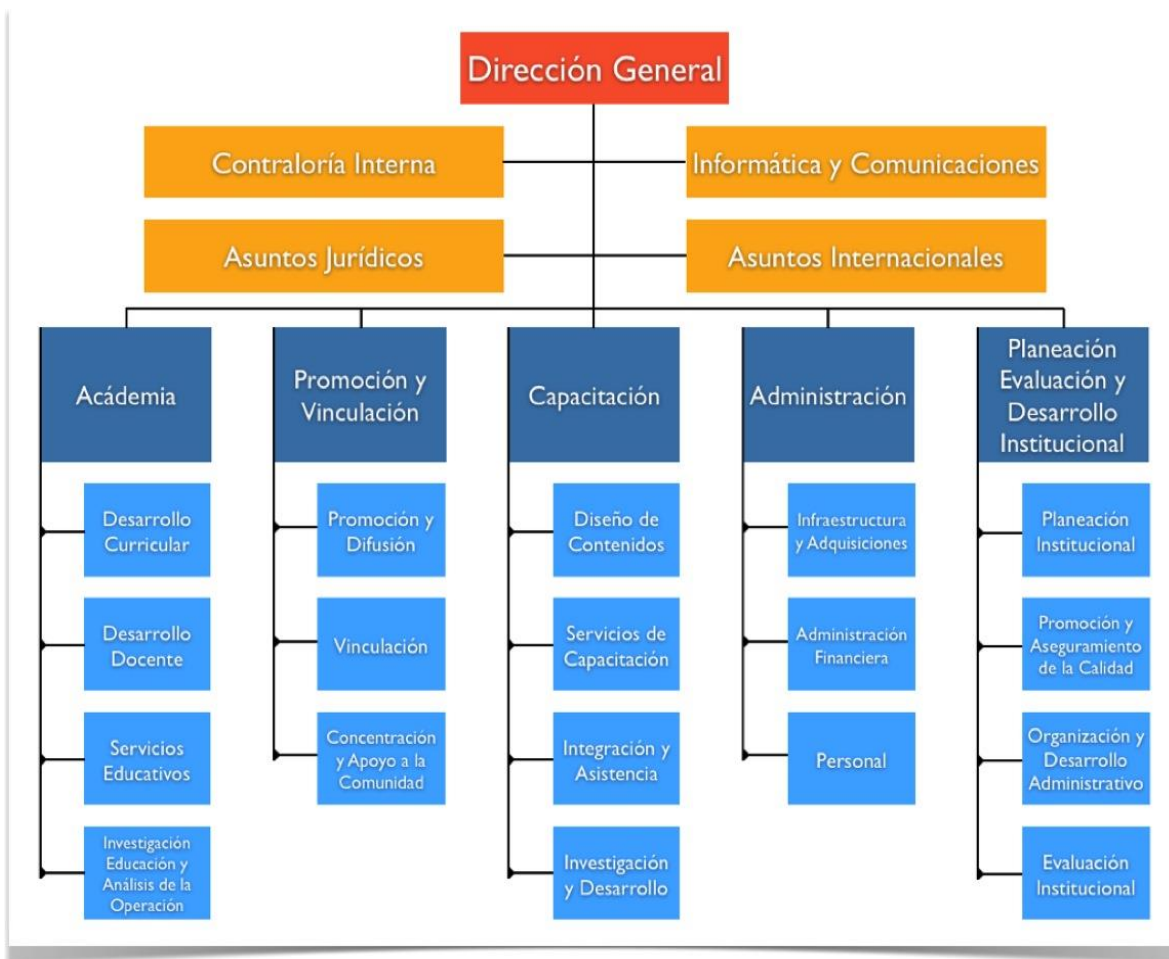 Dirección General
Contraloría Interna
Informática y Comunicaciones
Asuntos Jurídicos
Asuntos Internacionales
Acádemia
Promoción y
Vinculación
Capacitación
Administración
Planeación
Evaluación y
Desarrollo
Institucional
Desarrollo
Curricular
Desarrollo
Docente
Servicios
Educativos
Investigación
Educación y
Análisis de la
Operación
Promoción y
Difusión
Vinculación
Concentración
y Apoyo a la
Comunidad
Diseño de
Contenidos
Servicios de
Capacitación
Integración y
Asistencia
Investigación
y Desarrollo
Infraestructura
y Adquisiciones
Administración
Financiera
Personal
Planeación
Institucional
Promoción y
Aseguramiento
de la Calidad
Organización y
Desarrollo
Administrativo
Evaluación
Institucional